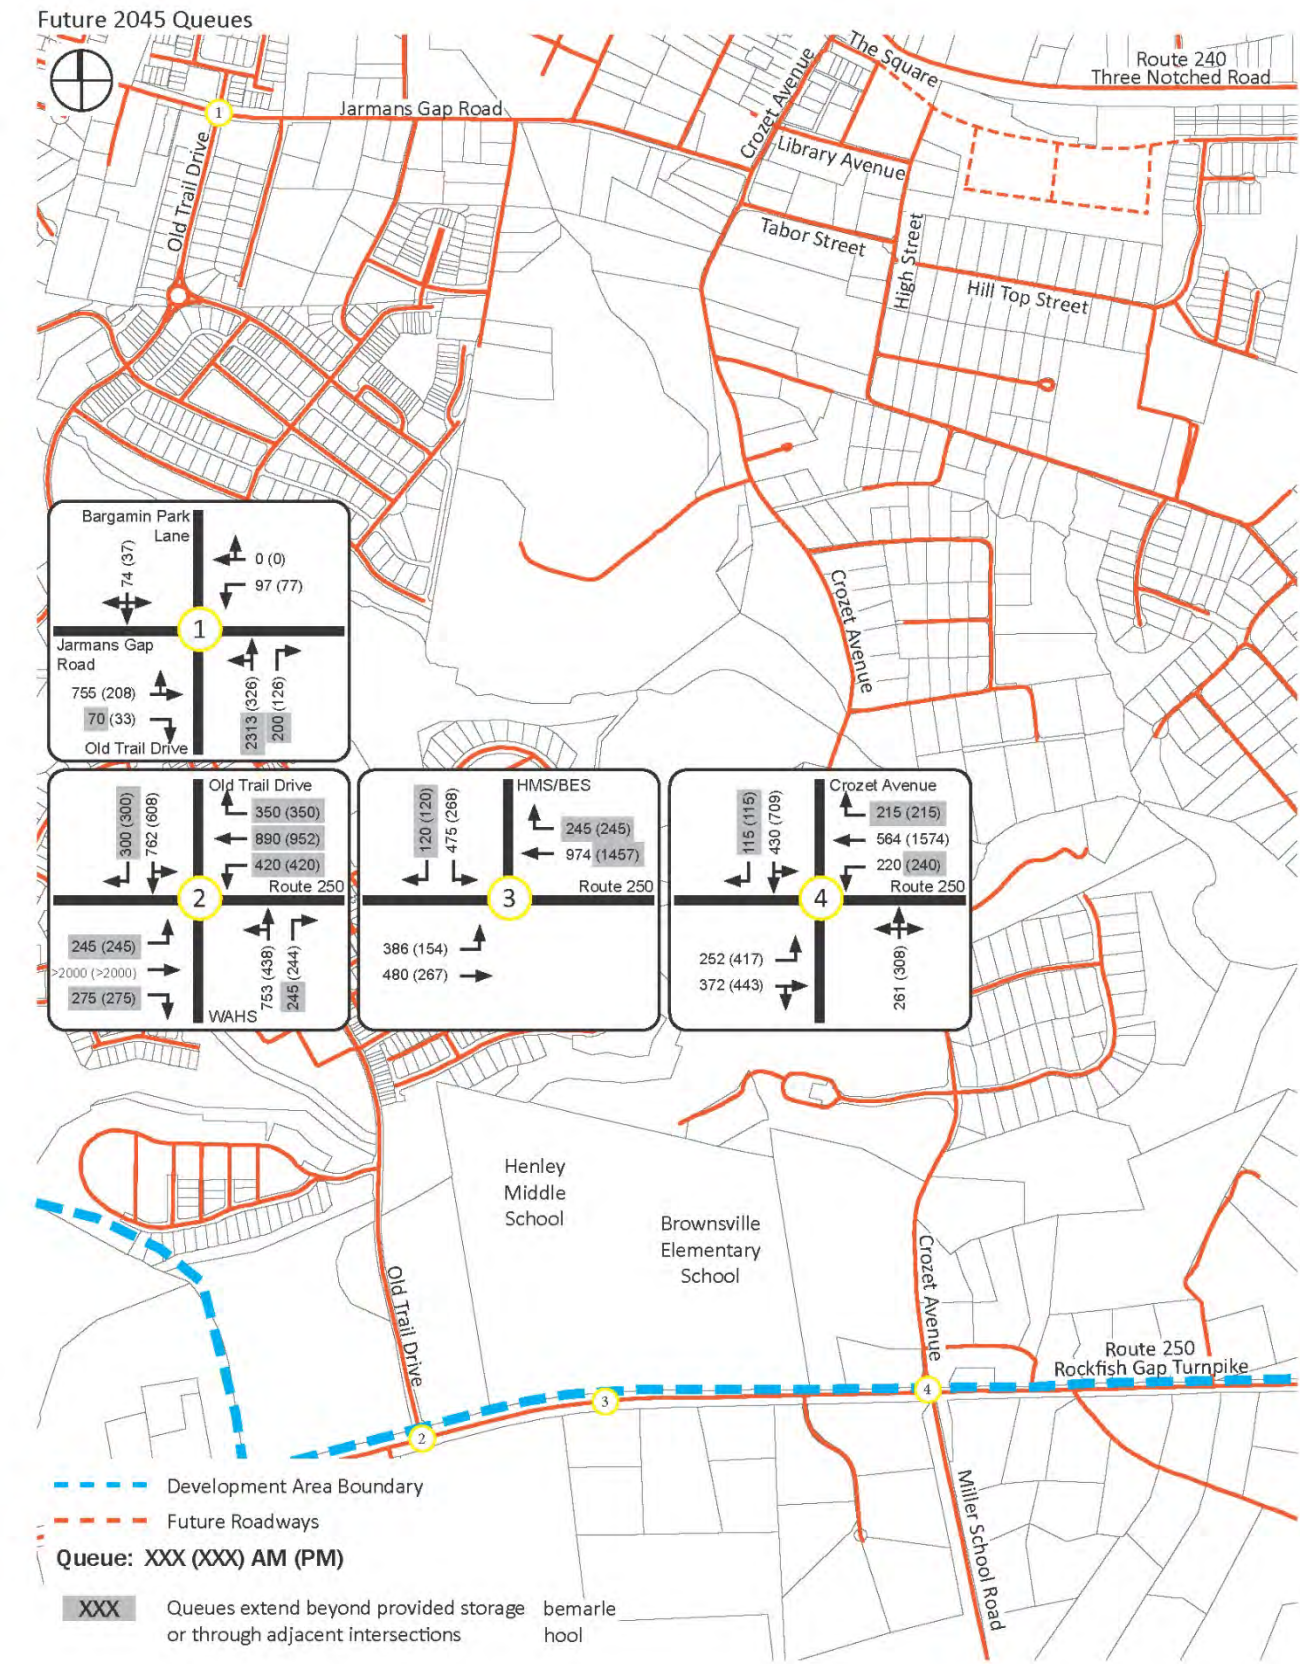 Future 2045 Queues
Route 240
Three Notched Road
The Square
Crozet Avenue
Jarmans Gap Road
1
Library Avenue
Old Trail Drive
Tabor Street
High Street
Hill Top Street
Crozet Avenue
Bargamin Park
Lane
74 (37)
0 (0)
97 (77)
1
Jarmans Gap
Road
755 (208)
70 (33)
Old Trail Drive
2313 (326)
200 (126)
Old Trail Drive
300 (300)
762 (608)
350 (350)
890 (952)
420 (420)
Route 250
2
245 (245)
>2000 (>2000)
275 (275)
WAHS
753 (438)
245 (244)
HMS/BES
120 (120)
475 (268)
245 (245)
974 (1457)
Route 250
3
386 (154)
480 (267)
Crozet Avenue
115 (115)
430 (709)
215 (215)
564 (1574)
220 (240)
Route 250
4
252 (417)
372 (443)
261 (308)
Henley
Middle
School
Brownsville
Elementary
School
Old Trail Drive
Crozet Avenue
Route 250
Rockfish Gap Turnpike
2
3
4
Miller School Road
Development Area Boundary
Future Roadways
Queue: XXX (XXX) AM (PM)
XXX
Queues extend beyond provided storage
or through adjacent intersections
bemarle
hool